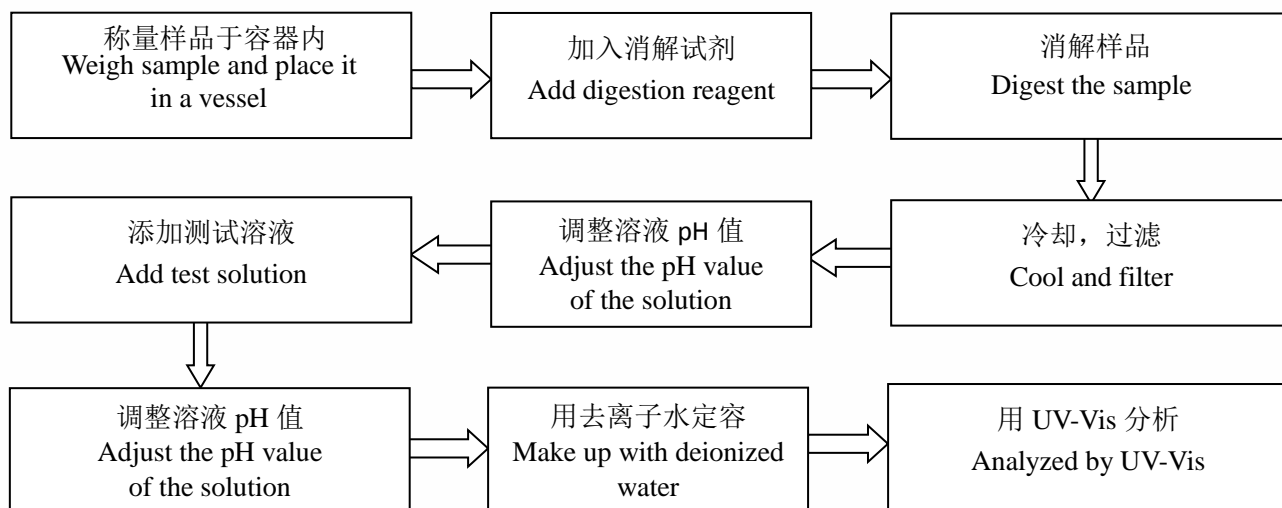 称量样品于容器内
Weigh sample and place it
in a vessel
加入消解试剂
Add digestion reagent
消解样品
Digest the sample
冷却，过滤
Cool and filter
调整溶液 pH 值
Adjust the pH value
of the solution
添加测试溶液
Add test solution
调整溶液 pH 值
Adjust the pH value
of the solution
用去离子水定容
Make up with deionized
water
用 UV-Vis 分析
Analyzed by UV-Vis